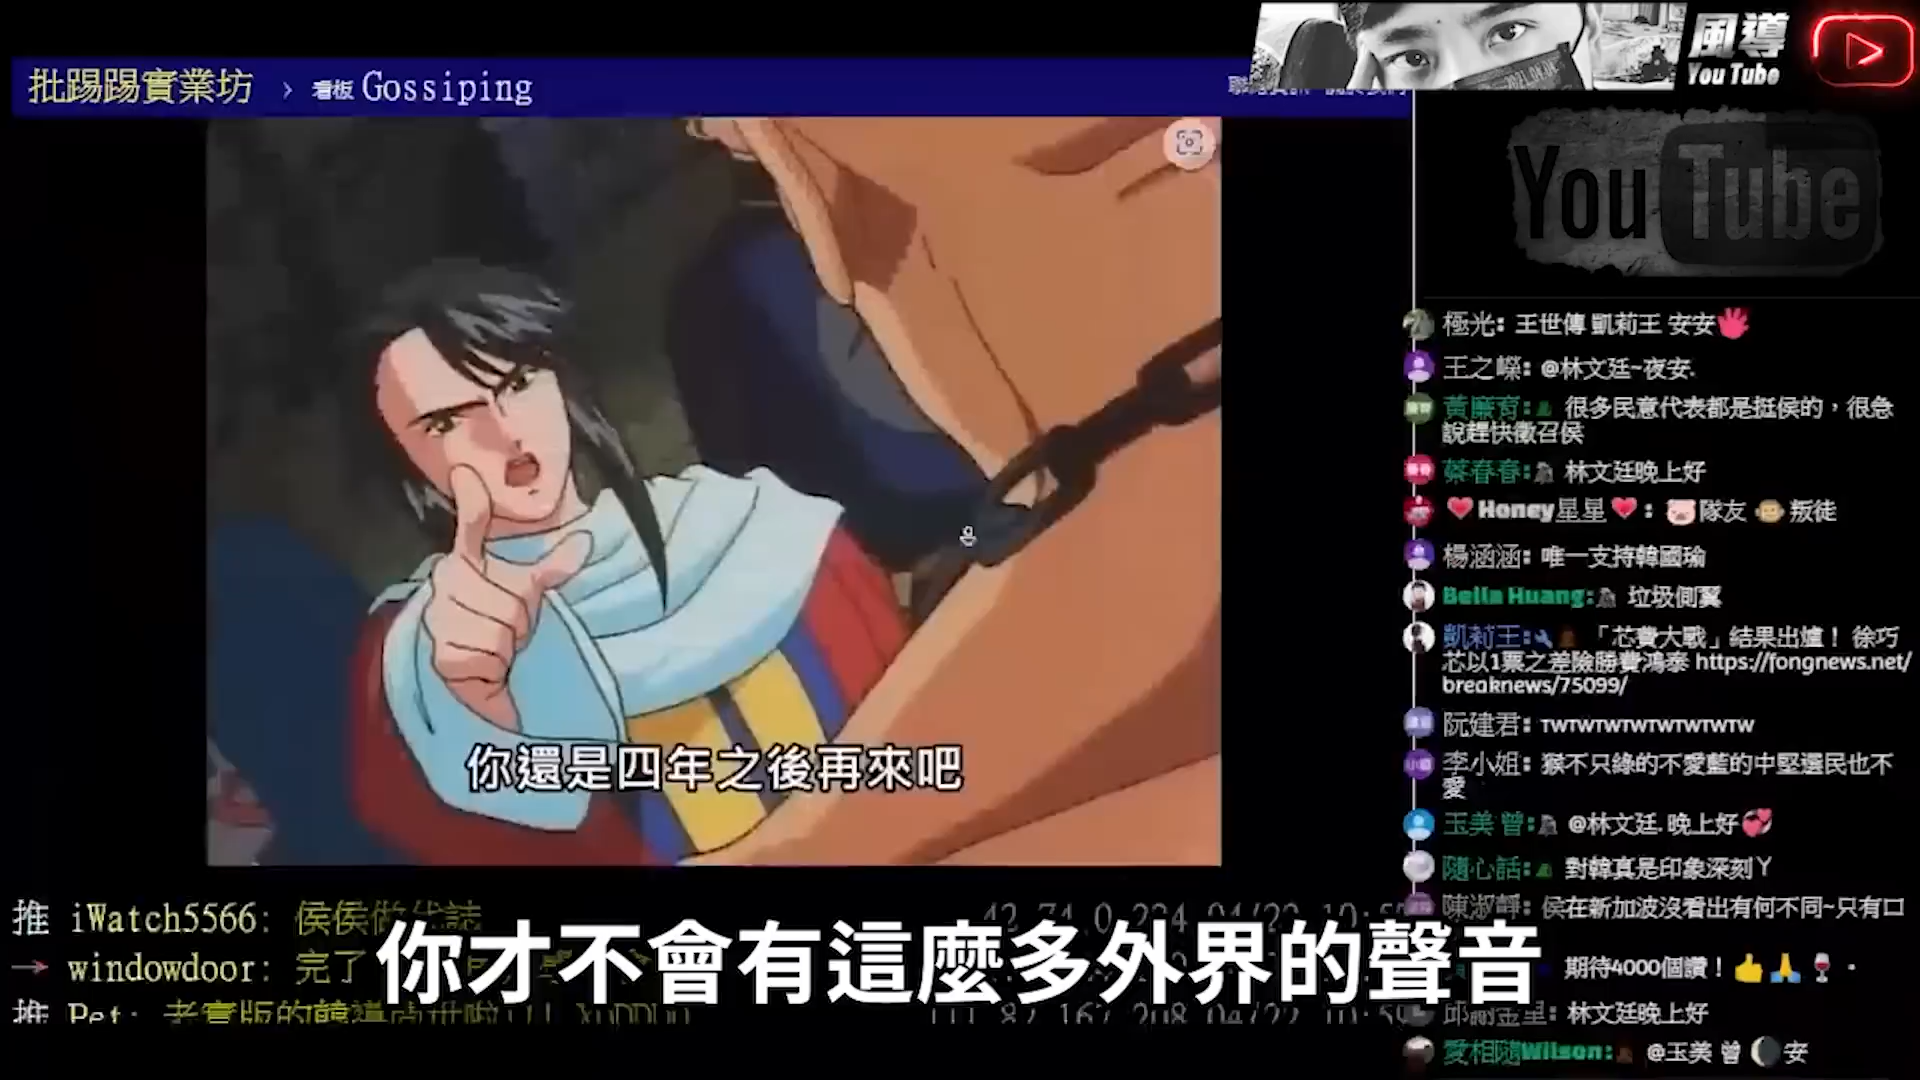 風導
You Tube
批踢踢實業坊 › 看板 Gossiping
YouTube
極光: 王世傳 凱莉王 安安
王之嶸: @林文廷~夜安.
黃廉育: 很多民意代表都是挺侯的,很急
說趕快徵召侯
蔡春春: 林文廷晚上好
Honey星星: 隊友 叛徒
楊涵涵: 唯一支持韓國瑜
Bella Huang: 垃圾側翼
凱莉王: 「芯費大戰」結果出爐! 徐巧
芯以1票之差險勝費鴻泰 https://fongnews.net/
breaknews/75099/
阮建君: TWTWTWTWTWTWTWTW
李小姐: 猴不只綠的不愛藍的中堅選民也不
愛
玉美 曾: @林文廷. 晚上好
隨心話: 對韓真是印象深刻Y
陳淑靜: 侯在新加波沒看出有何不同~只有口
期待4000個讚!
林文廷晚上好
愛相隨Wilson: @玉美 曾 安
你還是四年之後再來吧
推 iWatch5566: 侯侯做代誌
→ windowdoor: 完了
推 Pet:
你才不會有這麼多外界的聲音